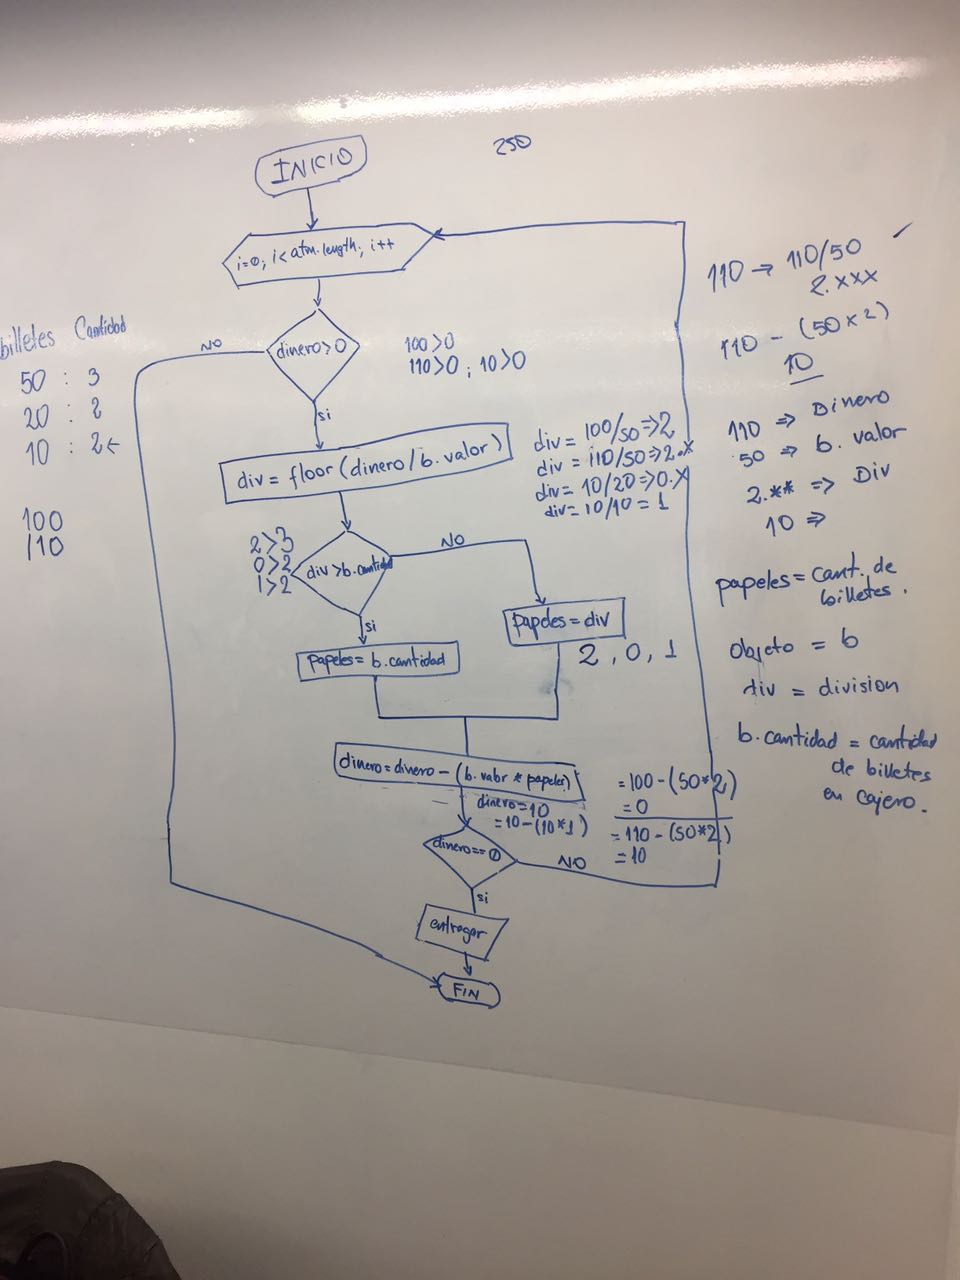 250
INICIO
i=0; i<atm.length; i++
NO
dinero>0
100>0
110>0 ; 10>0
si
div = floor(dinero/b.valor)
div = 100/50=>2
div = 110/50=>2.x
div = 10/20=>0.x
div= 10/10 = 1
2>3
0>2
1>2
div >b.cantidad
NO
si
papeles = div
2 , 0 , 1
papeles= b.cantidad
dinero=dinero-(b.valor * papeles)
dinero=10
=10-(10*1)
=100-(50*2)
=0
=110-(50*2)
=10
dinero==0
NO
si
entregar
FIN
billetes Cantidad
50 : 3
20 : 2
10 : 2←
100
110
110 → 110/50
2.xxx
110 - (50x2)
10
110 => Dinero
50 => b. valor
2.** => Div
10 =>
papeles= cant. de
billetes.
objeto = b
div = division
b.cantidad = cantidad
de billetes
en cajero.